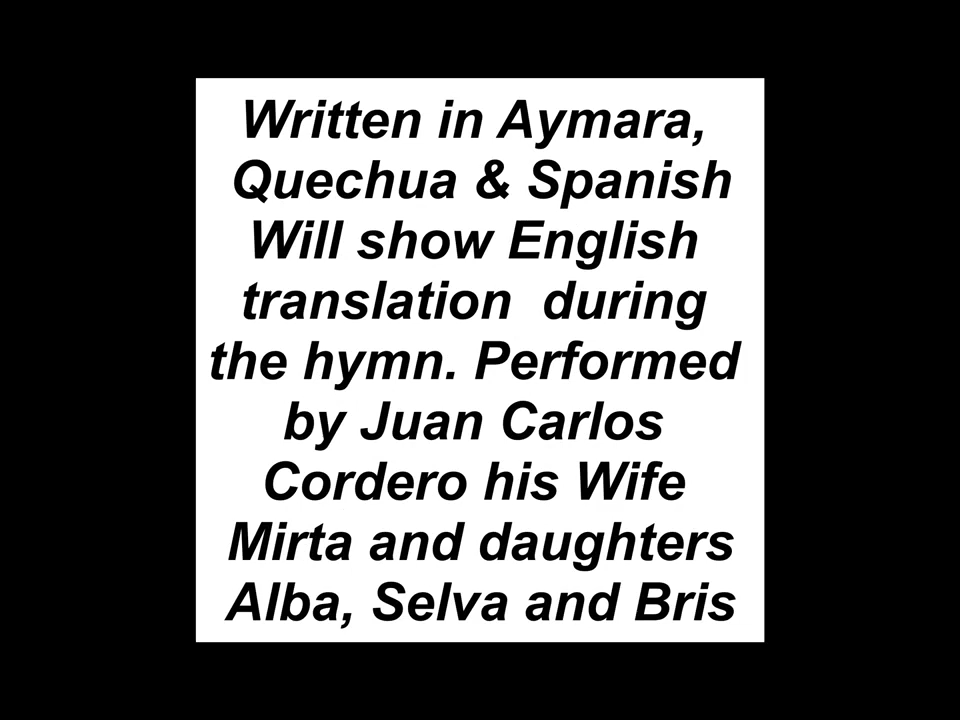 Written in Aymara,
Quechua & Spanish
Will show English
translation  during
the hymn. Performed
by Juan Carlos
Cordero his Wife
Mirta and daughters
Alba, Selva and Bris